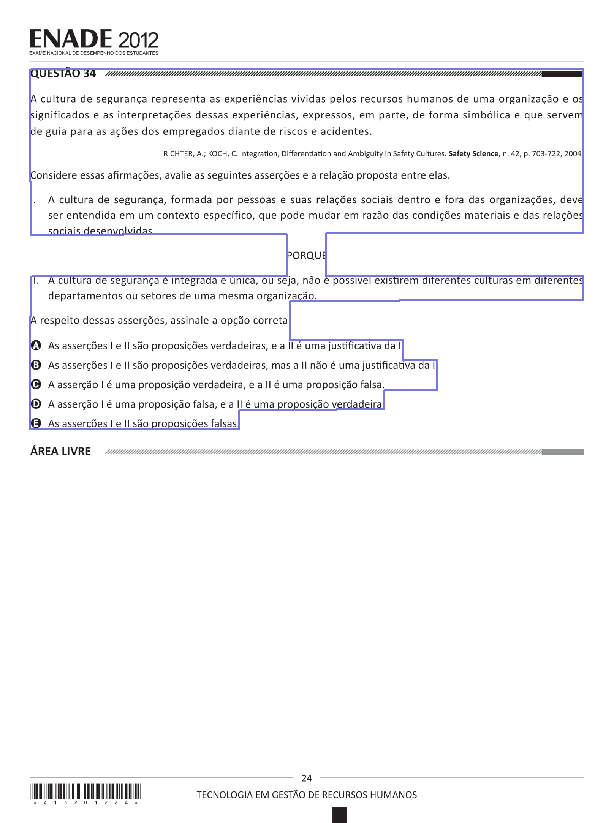 ENADE 2012
EXAME NACIONAL DE DESEMPENHO DOS ESTUDANTES
QUESTÃO 34
A cultura de segurança representa as experiências vividas pelos recursos humanos de uma organização e os
significados e as interpretações dessas experiências, expressos, em parte, de forma simbólica e que servem
de guia para as ações dos empregados diante de riscos e acidentes.
RICHTER, A.; KOCH, C. Integration, Differentiation and Ambiguity in Safety Cultures. Safety Science, n. 42, p. 703-722, 2004
Considere essas afirmações, avalie as seguintes asserções e a relação proposta entre elas.
I. A cultura de segurança, formada por pessoas e suas relações sociais dentro e fora das organizações, deve
ser entendida em um contexto específico, que pode mudar em razão das condições materiais e das relações
sociais desenvolvidas
PORQUE
II. A cultura de segurança é integrada e única, ou seja, não é possível existirem diferentes culturas em diferentes
departamentos ou setores de uma mesma organização.
A respeito dessas asserções, assinale a opção correta
A As asserções I e II são proposições verdadeiras, e a II é uma justificativa da I
B As asserções I e II são proposições verdadeiras, mas a II não é uma justificativa da I
C A asserção I é uma proposição verdadeira, e a II é uma proposição falsa.
D A asserção I é uma proposição falsa, e a II é uma proposição verdadeira
E As asserções I e II são proposições falsas
ÁREA LIVRE
24
TECNOLOGIA EM GESTÃO DE RECURSOS HUMANOS